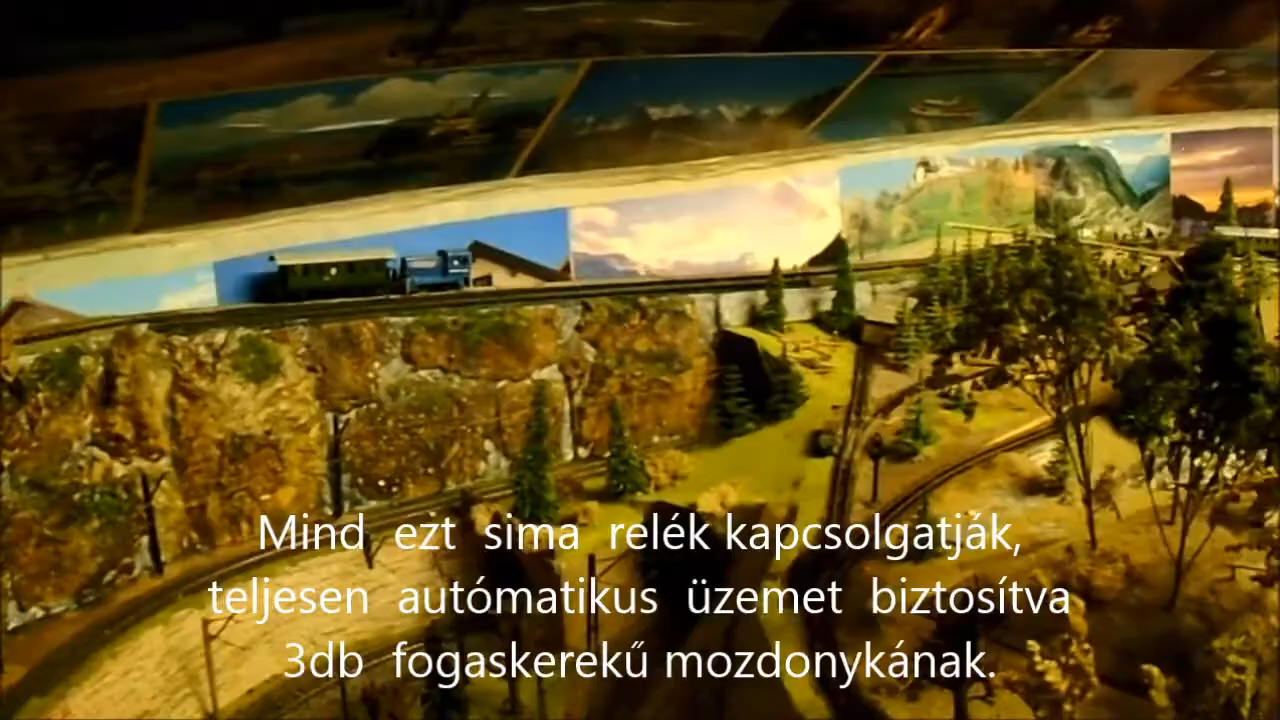 Mind ezt sima relék kapcsolgatják,
teljesen autómatikus üzemet biztosítva
3db fogaskerekű mozdonykának.